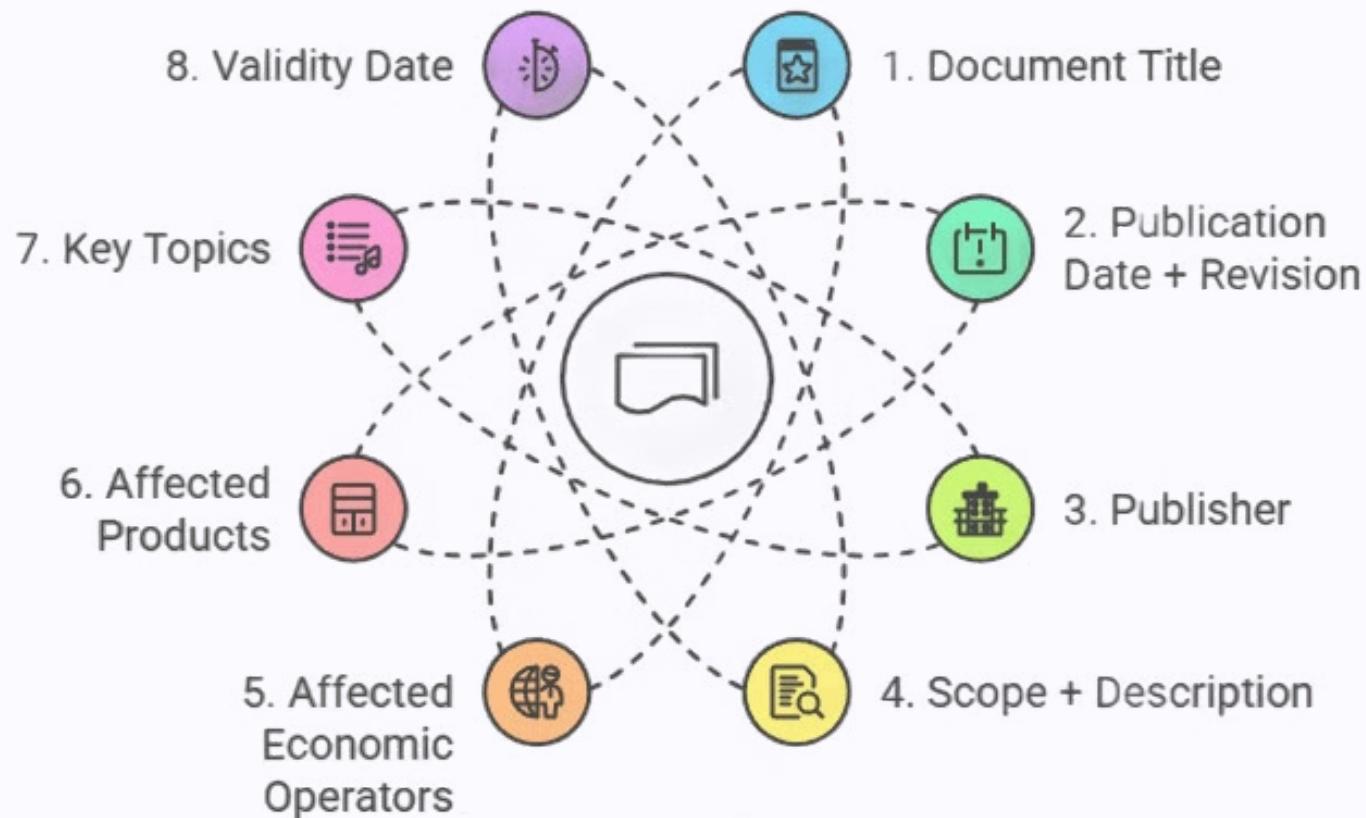 8. Validity Date
1. Document Title
7. Key Topics
2. Publication
Date + Revision
6. Affected
Products
3. Publisher
5. Affected
Economic
Operators
4. Scope + Description